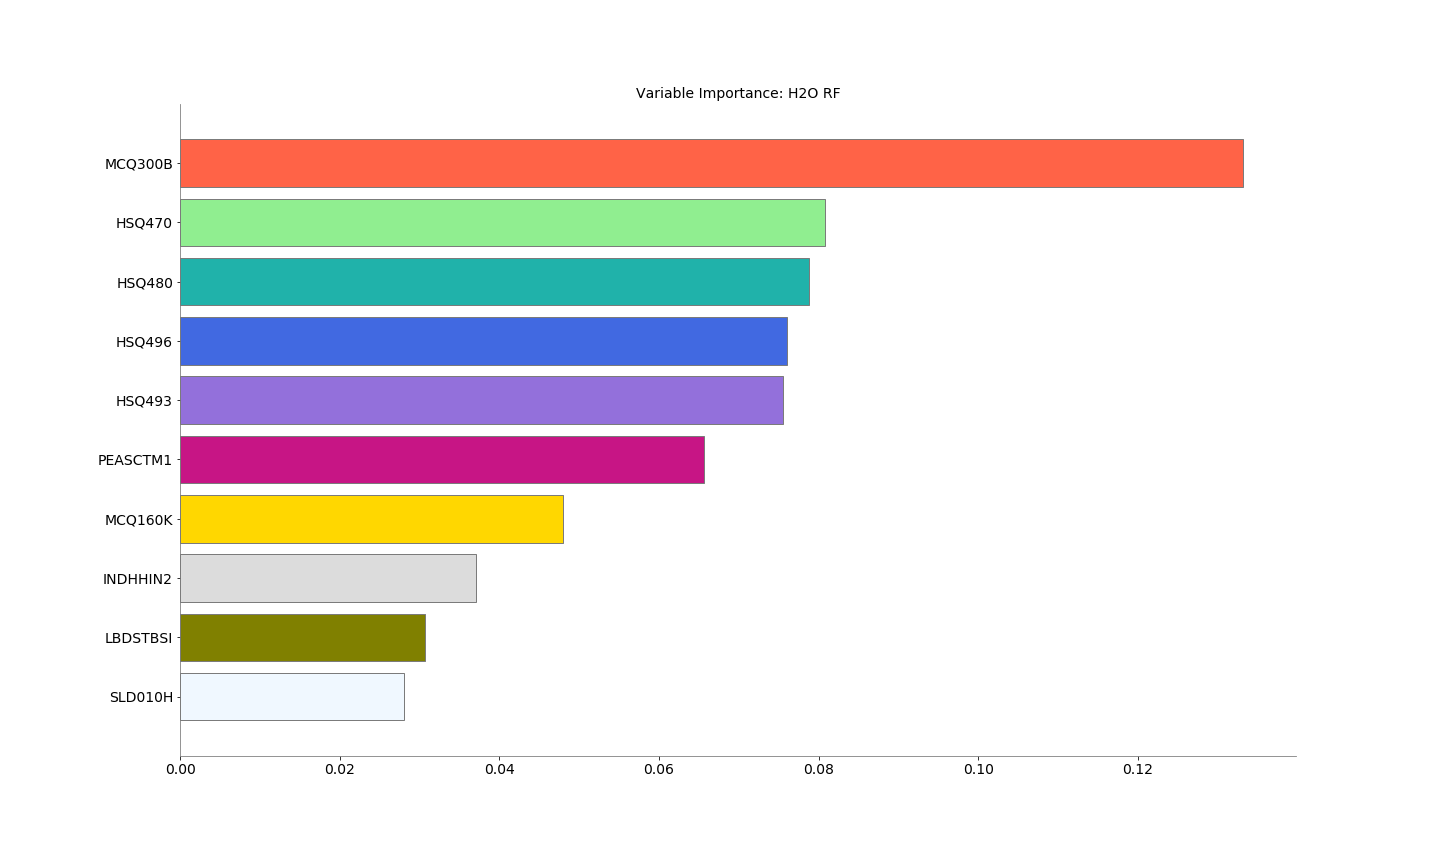 Variable Importance: H2O RF
MCQ300B
HSQ470
HSQ480
HSQ496
HSQ493
PEASCTM1
MCQ160K
INDHHIN2
LBDSTBSI
SLD010H
0.00 0.02 0.04 0.06 0.08 0.10 0.12